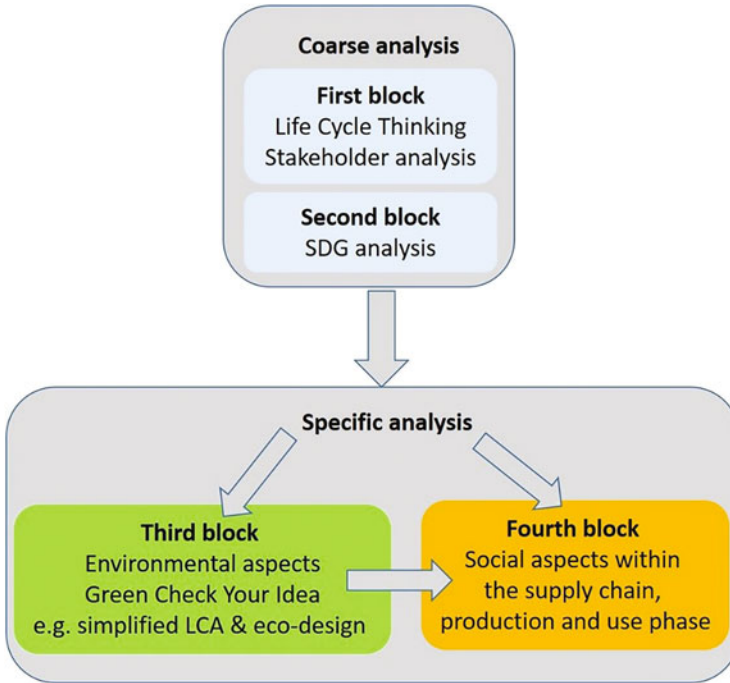 Coarse analysis
First block
Life Cycle Thinking
Stakeholder analysis
Second block
SDG analysis
Specific analysis
Third block
Environmental aspects
Green Check Your Idea
e.g. simplified LCA & eco-design
Fourth block
Social aspects within
the supply chain,
production and use phase